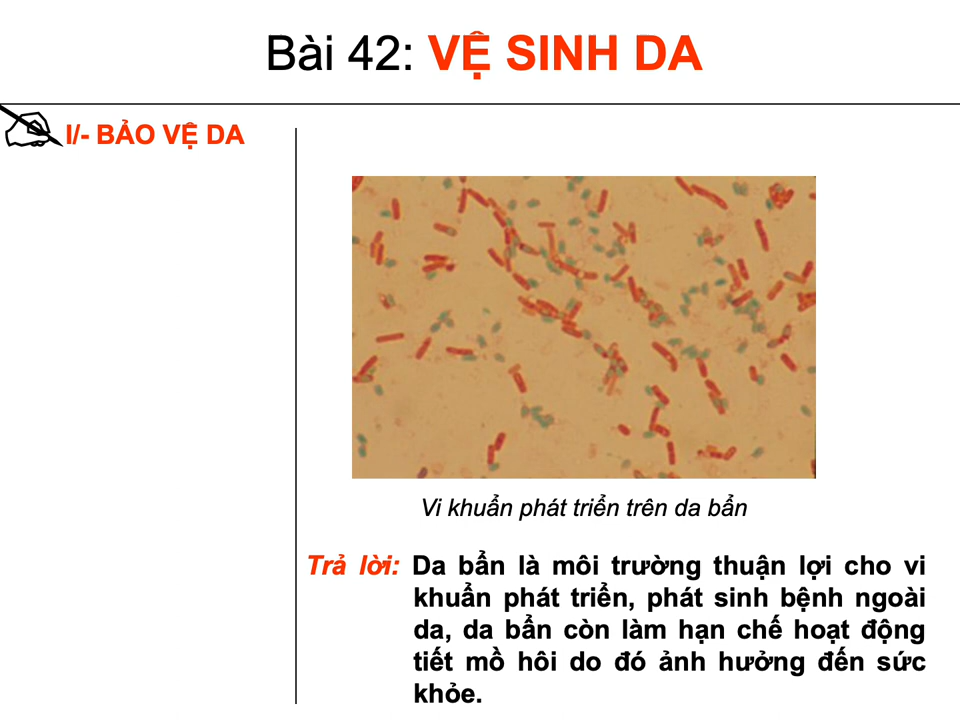 Bài 42: VỆ SINH DA
I/- BẢO VỆ DA
Vi khuẩn phát triển trên da bẩn
Trả lời: Da bẩn là môi trường thuận lợi cho vi
khuẩn phát triển, phát sinh bệnh ngoài
da, da bẩn còn làm hạn chế hoạt động
tiết mồ hôi do đó ảnh hưởng đến sức
khỏe.